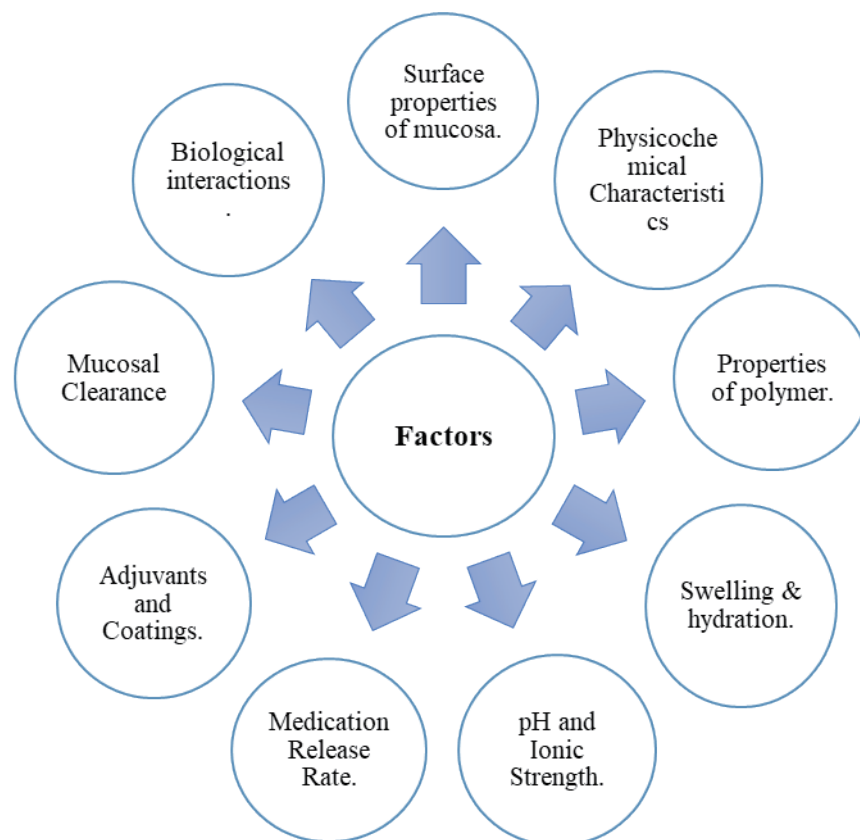 Surface
properties
of mucosa.
Physicoche
mical
Characteristi
cs
Properties
of polymer.
Swelling &
hydration.
pH and
Ionic
Strength.
Medication
Release
Rate.
Adjuvants
and
Coatings.
Mucosal
Clearance
Biological
interactions
.
Factors